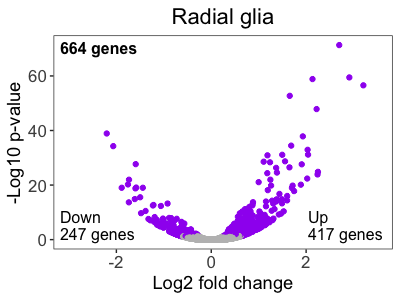 Radial glia
664 genes
-Log10 p-value
60
40
20
0
Down
247 genes
Up
417 genes
-2
0
2
Log2 fold change